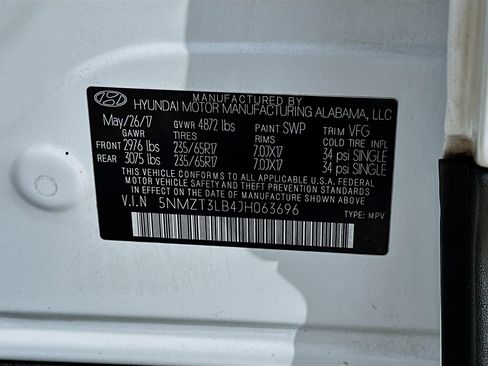 MANUFACTURED BY
HYUNDAI MOTOR MANUFACTURING ALABAMA, LLC
May/26/17 GVWR 4872 lbs PAINT SWP TRIM VFG
GAWR TIRES RIMS COLD TIRE INFL
FRONT 2976 lbs 235/65R17 7.0JX17 34 psi SINGLE
REAR 3075 lbs 235/65R17 7.0JX17 34 psi SINGLE
THIS VEHICLE CONFORMS TO ALL APPLICABLE U.S.A. FEDERAL
MOTOR VEHICLE SAFETY AND THEFT PREVENTION STANDARDS
IN EFFECT ON THE DATE OF MANUFACTURE SHOWN ABOVE.
V.I.N 5NMZT3LB4JH063696 TYPE: MPV